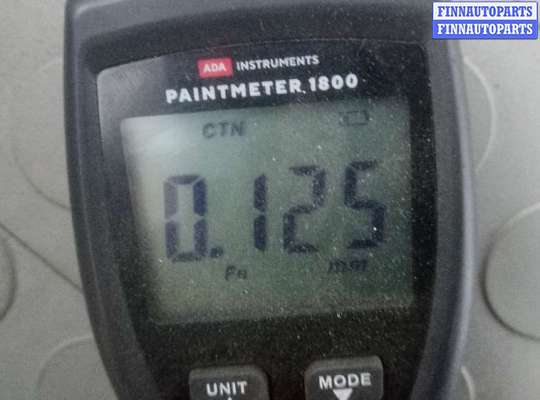 FINNAUTOPARTS
FINNAUTOPARTS
ADA INSTRUMENTS
PAINTMETER 1800
CTN
0.125
Fe mm
UNIT MODE